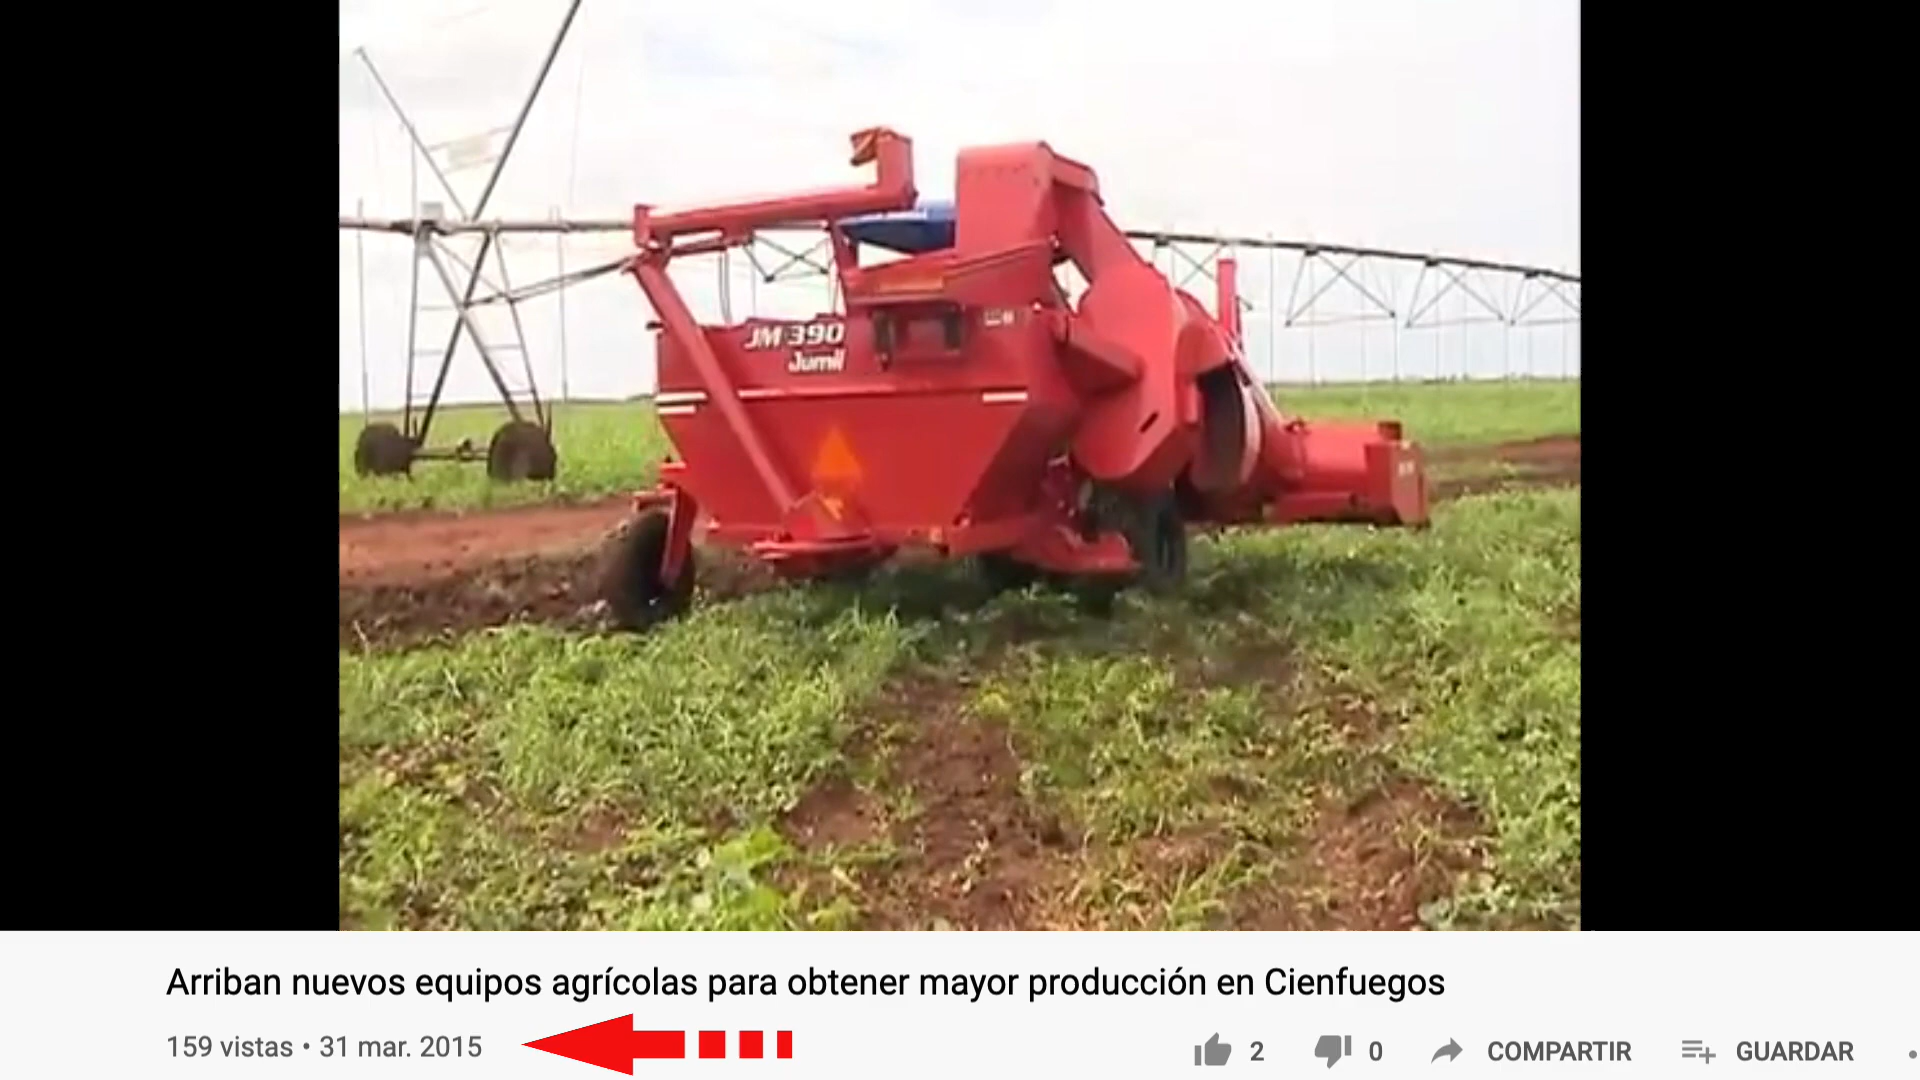 JM 390
Jumil
Arriban nuevos equipos agrícolas para obtener mayor producción en Cienfuegos
159 vistas • 31 mar. 2015
2
0
COMPARTIR
GUARDAR